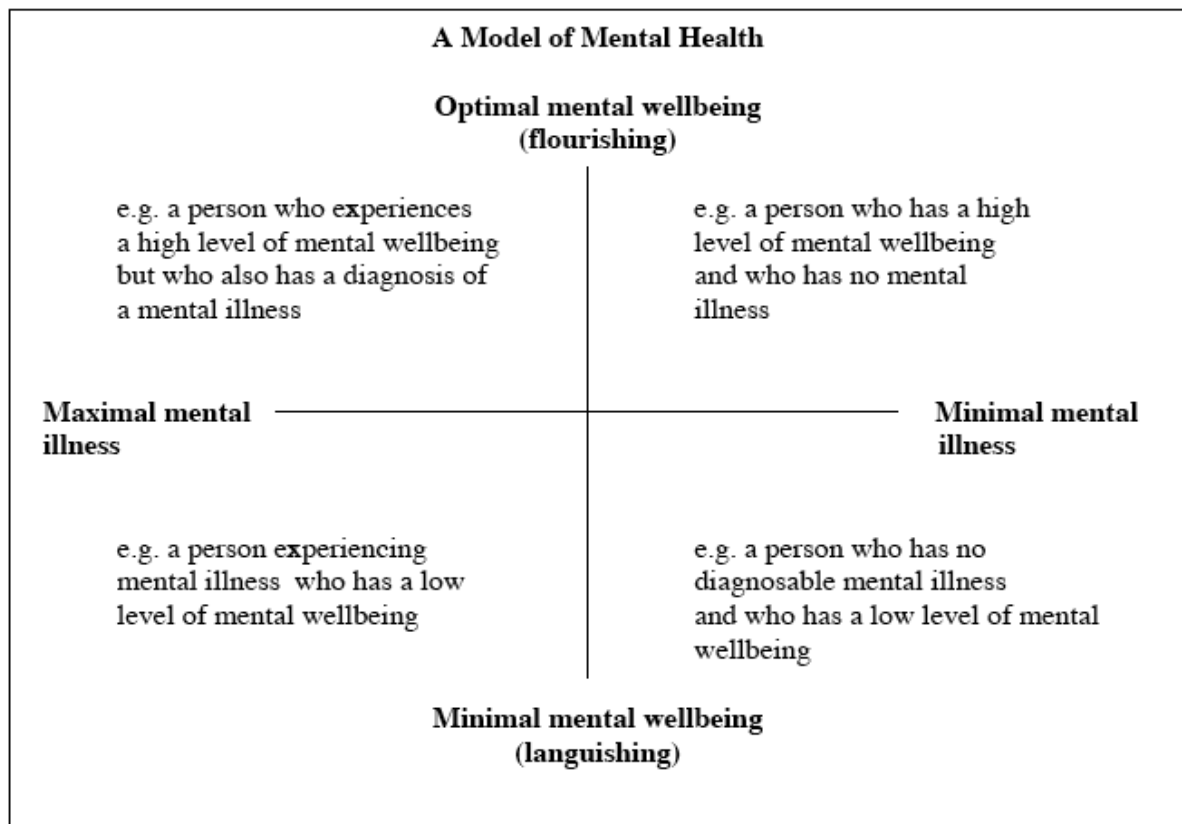 A Model of Mental Health
Optimal mental wellbeing
(flourishing)
e.g. a person who experiences
a high level of mental wellbeing
but who also has a diagnosis of
a mental illness
e.g. a person who has a high
level of mental wellbeing
and who has no mental
illness
Maximal mental
illness
Minimal mental
illness
e.g. a person experiencing
mental illness who has a low
level of mental wellbeing
e.g. a person who has no
diagnosable mental illness
and who has a low level of mental
wellbeing
Minimal mental wellbeing
(languishing)